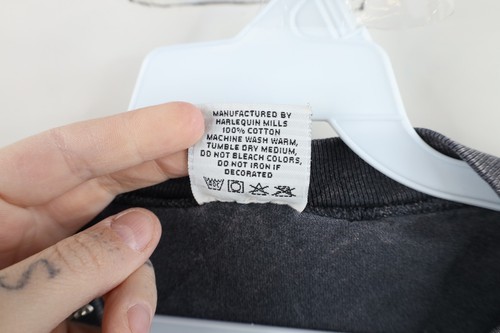 MANUFACTURED BY
HARLEQUIN MILLS
100% COTTON
MACHINE WASH WARM,
TUMBLE DRY MEDIUM,
DO NOT BLEACH COLORS,
DO NOT IRON IF
DECORATED